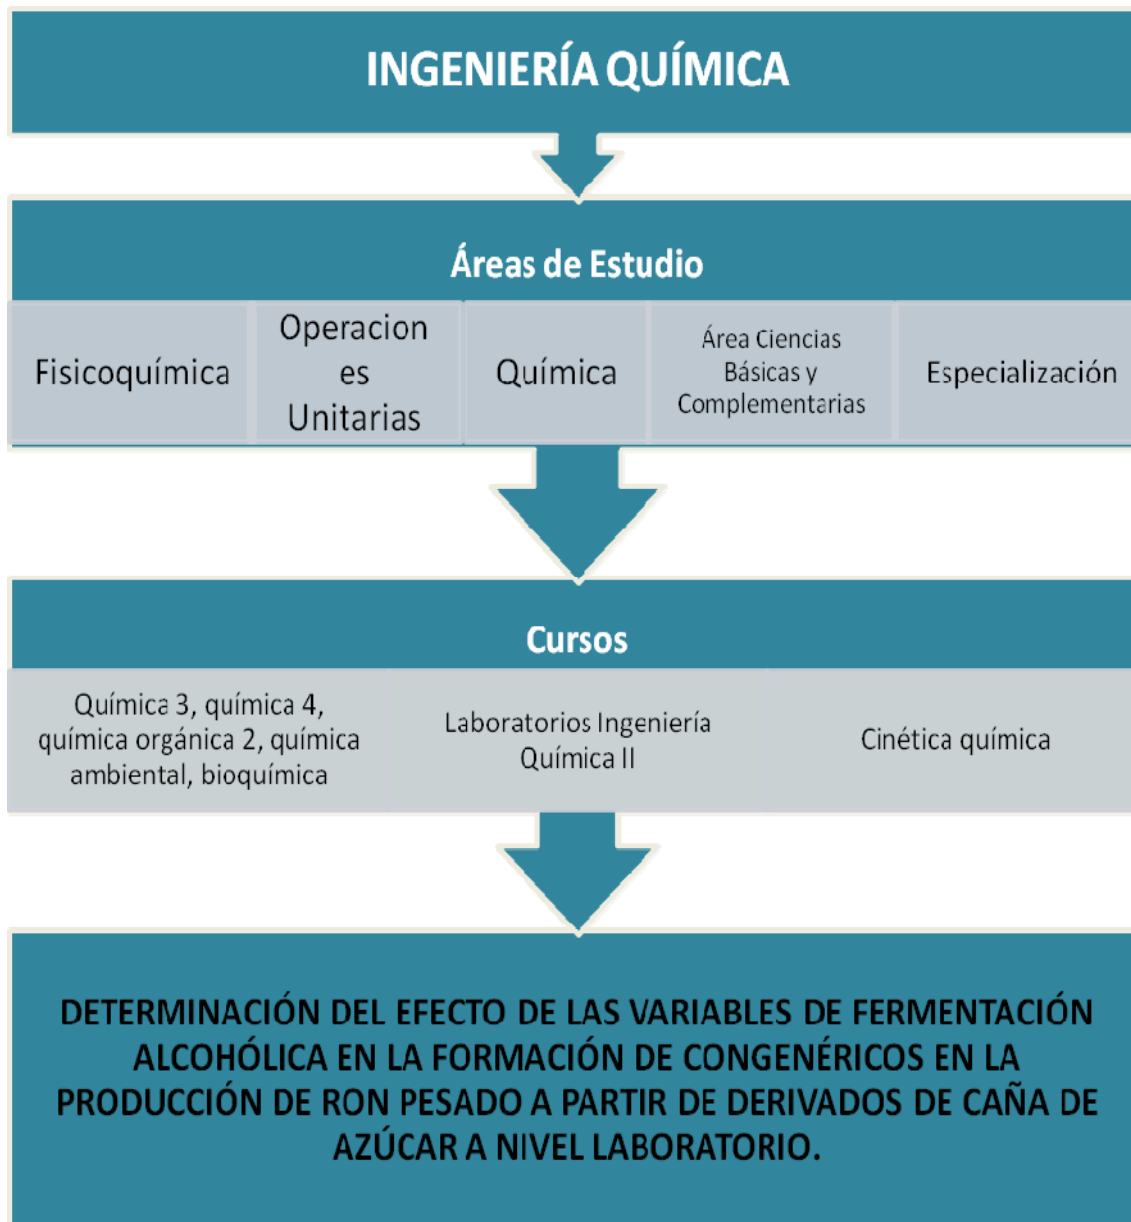 INGENIERÍA QUÍMICA
Áreas de Estudio
Fisicoquímica
Operacion
es
Unitarias
Química
Área Ciencias
Básicas y
Complementarias
Especialización
Cursos
Química 3, química 4,
química orgánica 2, química
ambiental, bioquímica
Laboratorios Ingeniería
Química II
Cinética química
DETERMINACIÓN DEL EFECTO DE LAS VARIABLES DE FERMENTACIÓN
ALCOHÓLICA EN LA FORMACIÓN DE CONGENÉRICOS EN LA
PRODUCCIÓN DE RON PESADO A PARTIR DE DERIVADOS DE CAÑA DE
AZÚCAR A NIVEL LABORATORIO.